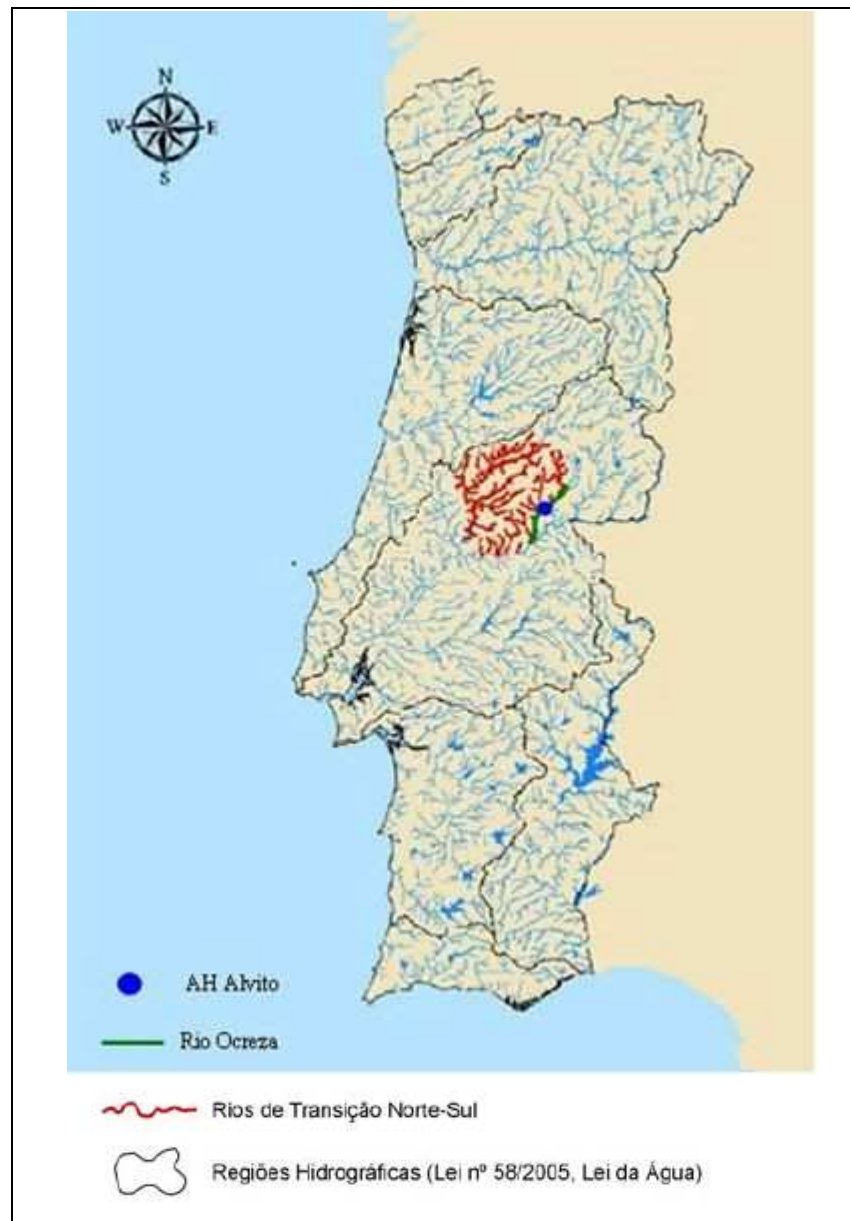 N
W E
S
AH Alvito
Rio Ocreza
Rios de Transição Norte-Sul
Regiões Hidrográficas (Lei nº 58/2005, Lei da Água)